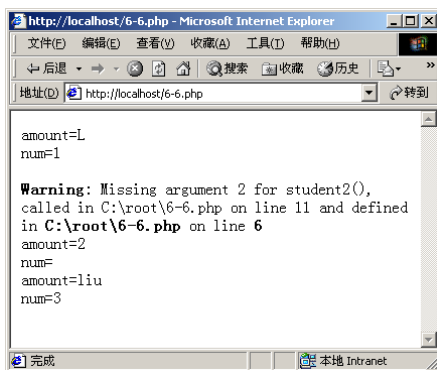 http://localhost/6-6.php - Microsoft Internet Explorer
文件(F) 编辑(E) 查看(V) 收藏(A) 工具(T) 帮助(H)
后退 搜索 收藏 历史 »
地址(D) http://localhost/6-6.php 转到
amount=L
num=1
Warning: Missing argument 2 for student2(),
called in C:\root\6-6.php on line 11 and defined
in C:\root\6-6.php on line 6
amount=2
num=
amount=liu
num=3
完成 本地 Intranet